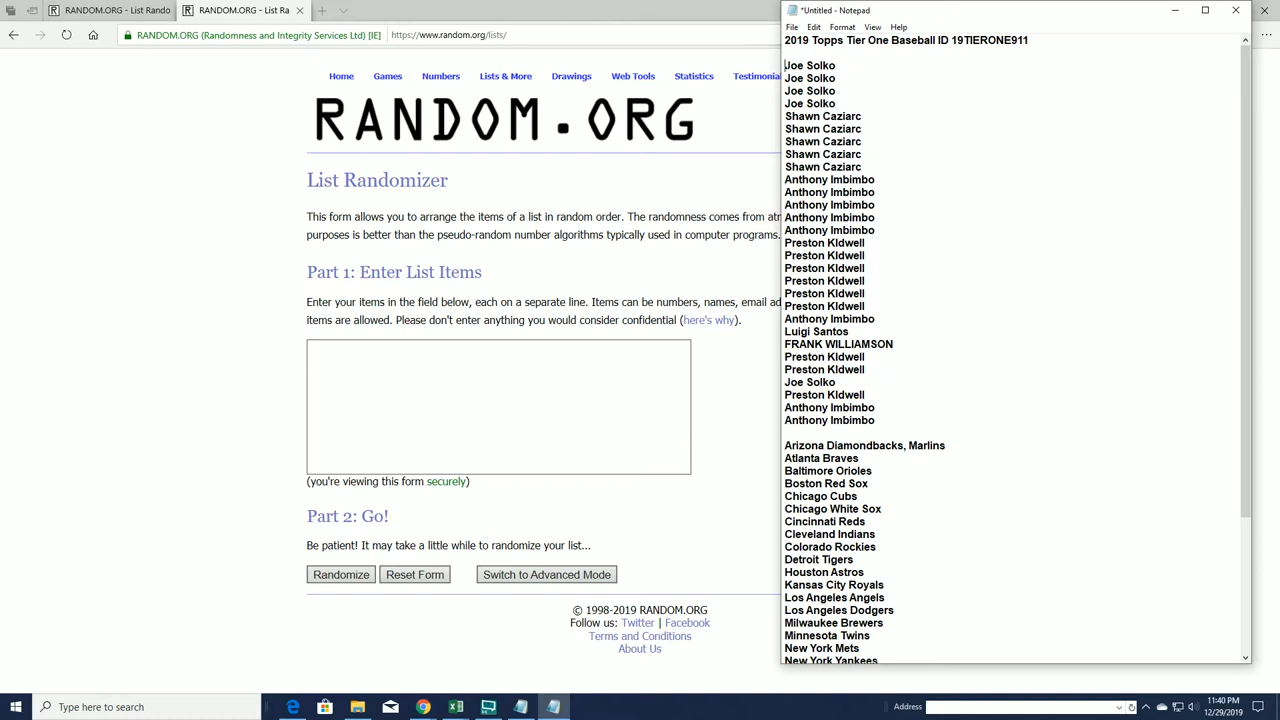 RANDOM.ORG - List Rando
RANDOM.ORG - List Ra
RANDOM.ORG (Randomness and Integrity Services Ltd) [IE]
https://www.random.org/lists/
Home
Games
Numbers
Lists & More
Drawings
Web Tools
Statistics
Testimonia
RANDOM.ORG
List Randomizer
This form allows you to arrange the items of a list in random order. The randomness comes from atr
purposes is better than the pseudo-random number algorithms typically used in computer programs.
Part 1: Enter List Items
Enter your items in the field below, each on a separate line. Items can be numbers, names, email ad
items are allowed. Please don't enter anything you would consider confidential (here's why).
(you're viewing this form securely)
Part 2: Go!
Be patient! It may take a little while to randomize your list...
Randomize
Reset Form
Switch to Advanced Mode
© 1998-2019 RANDOM.ORG
Follow us: Twitter | Facebook
Terms and Conditions
About Us
*Untitled - Notepad
File
Edit
Format
View
Help
2019 Topps Tier One Baseball ID 19TIERONE911
Joe Solko
Joe Solko
Joe Solko
Joe Solko
Shawn Caziarc
Shawn Caziarc
Shawn Caziarc
Shawn Caziarc
Shawn Caziarc
Anthony Imbimbo
Anthony Imbimbo
Anthony Imbimbo
Anthony Imbimbo
Anthony Imbimbo
Preston KIdwell
Preston KIdwell
Preston KIdwell
Preston KIdwell
Preston KIdwell
Preston KIdwell
Anthony Imbimbo
Luigi Santos
FRANK WILLIAMSON
Preston KIdwell
Preston KIdwell
Joe Solko
Preston KIdwell
Anthony Imbimbo
Anthony Imbimbo
Arizona Diamondbacks, Marlins
Atlanta Braves
Baltimore Orioles
Boston Red Sox
Chicago Cubs
Chicago White Sox
Cincinnati Reds
Cleveland Indians
Colorado Rockies
Detroit Tigers
Houston Astros
Kansas City Royals
Los Angeles Angels
Los Angeles Dodgers
Milwaukee Brewers
Minnesota Twins
New York Mets
New York Yankees
Type here to search
Address
11:40 PM
12/29/2019